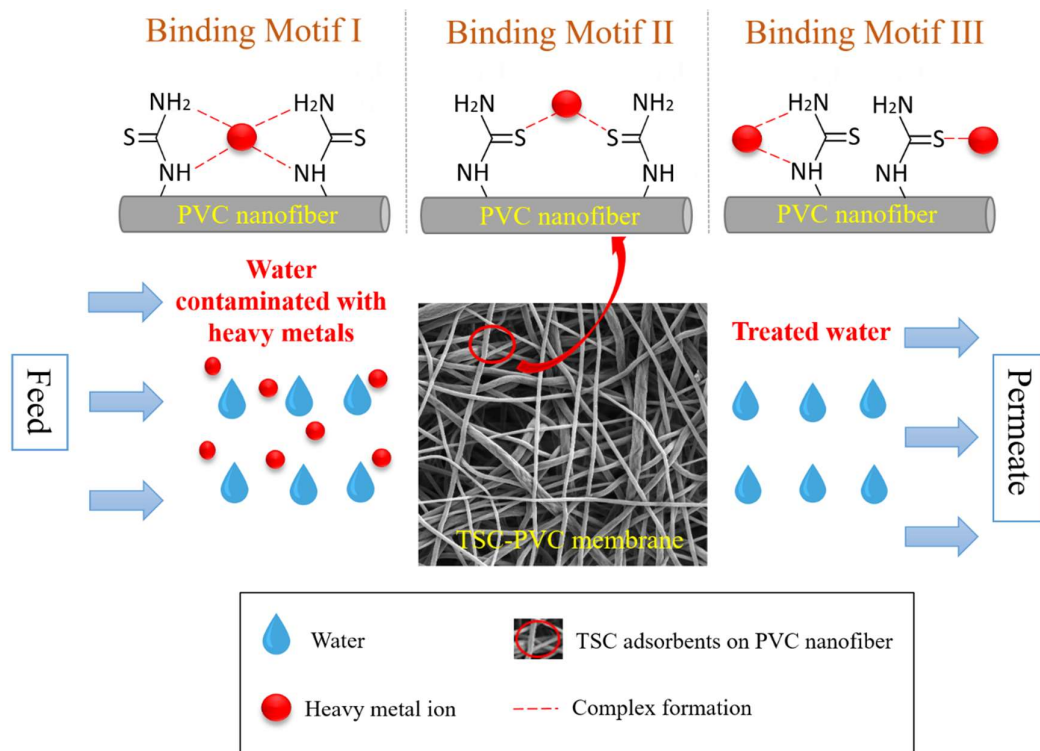 Binding Motif I
Binding Motif II
Binding Motif III
NH₂
H₂N
S
S
NH
NH
PVC nanofiber
H₂N
NH₂
S
S
NH
NH
PVC nanofiber
H₂N
NH₂
S
S
NH
NH
PVC nanofiber
Water
contaminated with
heavy metals
Treated water
Feed
Permeate
TSC-PVC membrane
Water
TSC adsorbents on PVC nanofiber
Heavy metal ion
Complex formation